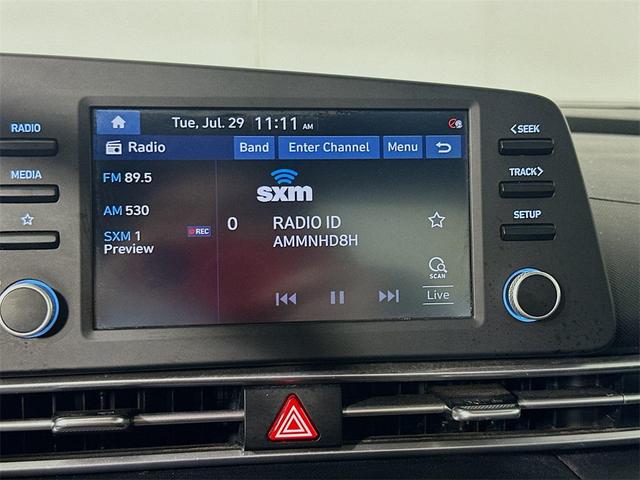 RADIO
MEDIA
Tue, Jul. 29 11:11 AM
Radio
Band
Enter Channel
Menu
FM 89.5
AM 530
SXM 1
Preview
REC
sxm
0
RADIO ID
AMMNHD8H
SCAN
Live
<SEEK
TRACK>
SETUP